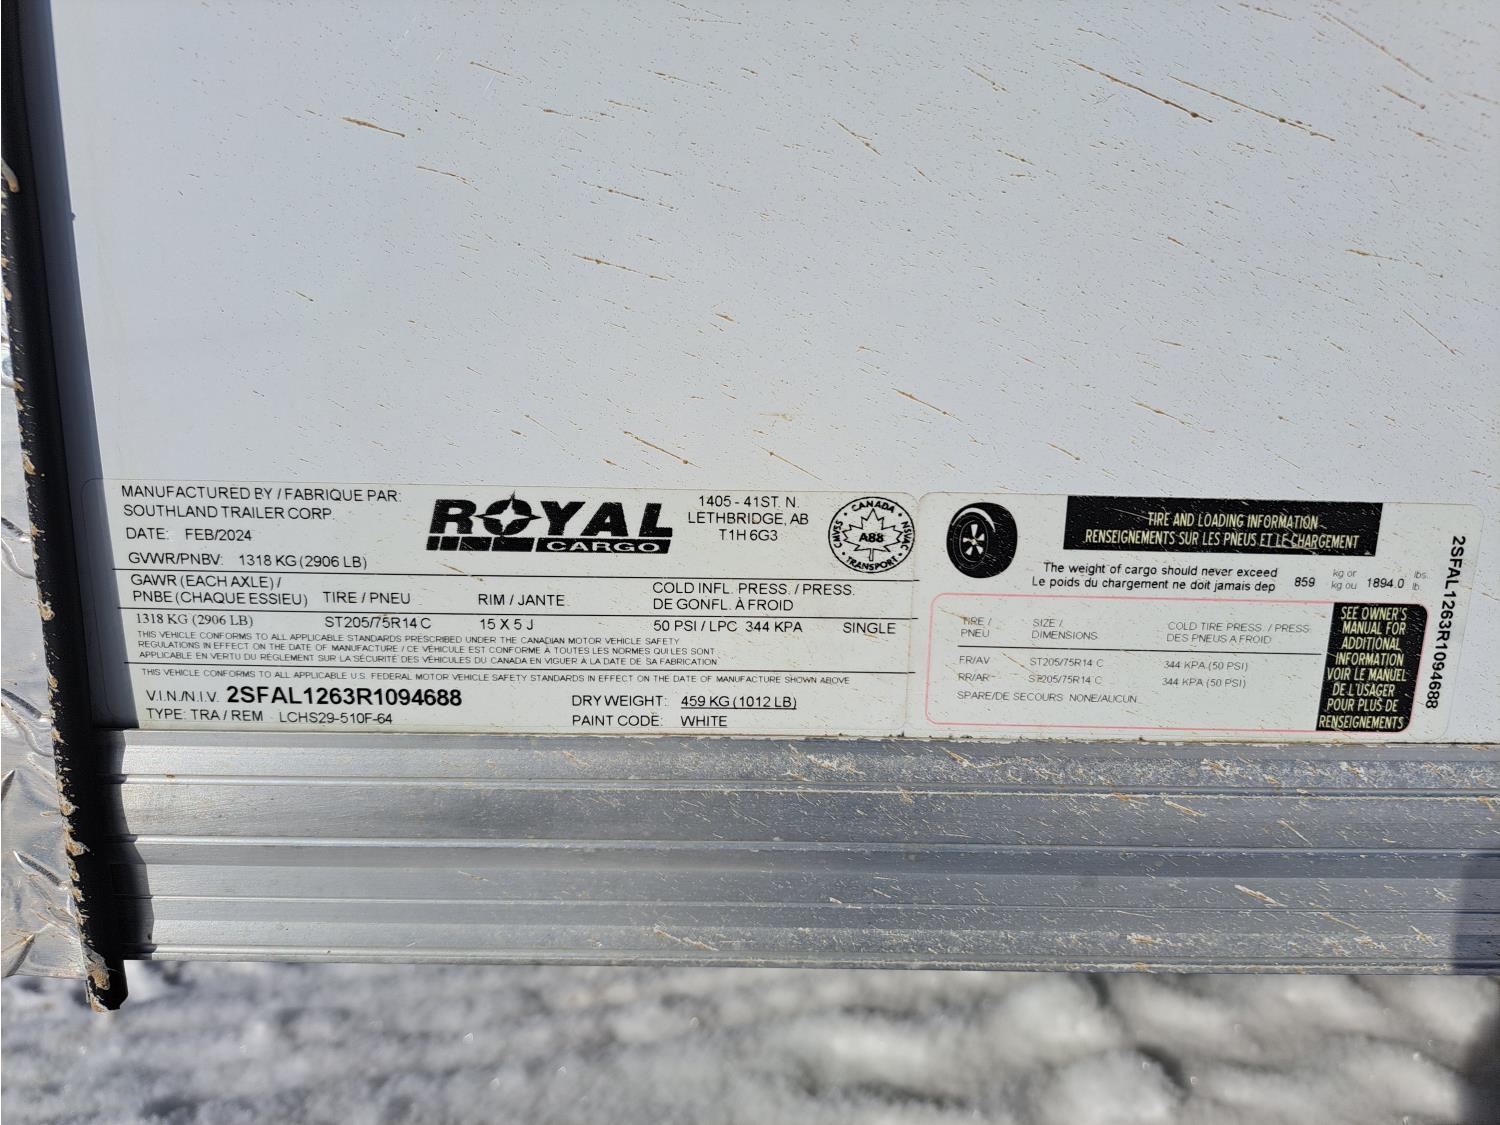 MANUFACTURED BY / FABRIQUE PAR:
SOUTHLAND TRAILER CORP.
DATE: FEB/2024
GVWR/PNBV: 1318 KG (2906 LB)
ROYAL
CARGO
1405 - 41ST. N.
LETHBRIDGE, AB
T1H 6G3
CANADA
CMVSS
A88
NSVAC
TRANSPORT
GAWR (EACH AXLE) /
PNBE (CHAQUE ESSIEU) TIRE / PNEU RIM / JANTE COLD INFL. PRESS. / PRESS.
DE GONFL. À FROID
1318 KG (2906 LB) ST205/75R14 C 15 X 5 J 50 PSI / LPC 344 KPA SINGLE
THIS VEHICLE CONFORMS TO ALL APPLICABLE STANDARDS PRESCRIBED UNDER THE CANADIAN MOTOR VEHICLE SAFETY
REGULATIONS IN EFFECT ON THE DATE OF MANUFACTURE / CE VÉHICULE EST CONFORME À TOUTES LES NORMES QUI LES SONT
APPLICABLE EN VERTU DU RÈGLEMENT SUR LA SÉCURITÉ DES VÉHICULES DU CANADA EN VIGUER À LA DATE DE SA FABRICATION
THIS VEHICLE CONFORMS TO ALL APPLICABLE U.S. FEDERAL MOTOR VEHICLE SAFETY STANDARDS IN EFFECT ON THE DATE OF MANUFACTURE SHOWN ABOVE
V.I.N./N.I.V. 2SFAL1263R1094688 DRY WEIGHT: 459 KG (1012 LB)
TYPE: TRA / REM LCHS29-510F-64 PAINT CODE: WHITE
TIRE AND LOADING INFORMATION
RENSEIGNEMENTS SUR LES PNEUS ET LE CHARGEMENT
The weight of cargo should never exceed
Le poids du chargement ne doit jamais dep 859 kg or kg ou 1894.0 lbs. lb.
TIRE / PNEU SIZE / DIMENSIONS COLD TIRE PRESS. / PRESS. DES PNEUS A FROID
FR/AV ST205/75R14 C 344 KPA (50 PSI)
RR/AR ST205/75R14 C 344 KPA (50 PSI)
SPARE/DE SECOURS NONE/AUCUN
SEE OWNER'S
MANUAL FOR
ADDITIONAL
INFORMATION
VOIR LE MANUEL
DE L'USAGER
POUR PLUS DE
RENSEIGNEMENTS
2SFAL1263R1094688